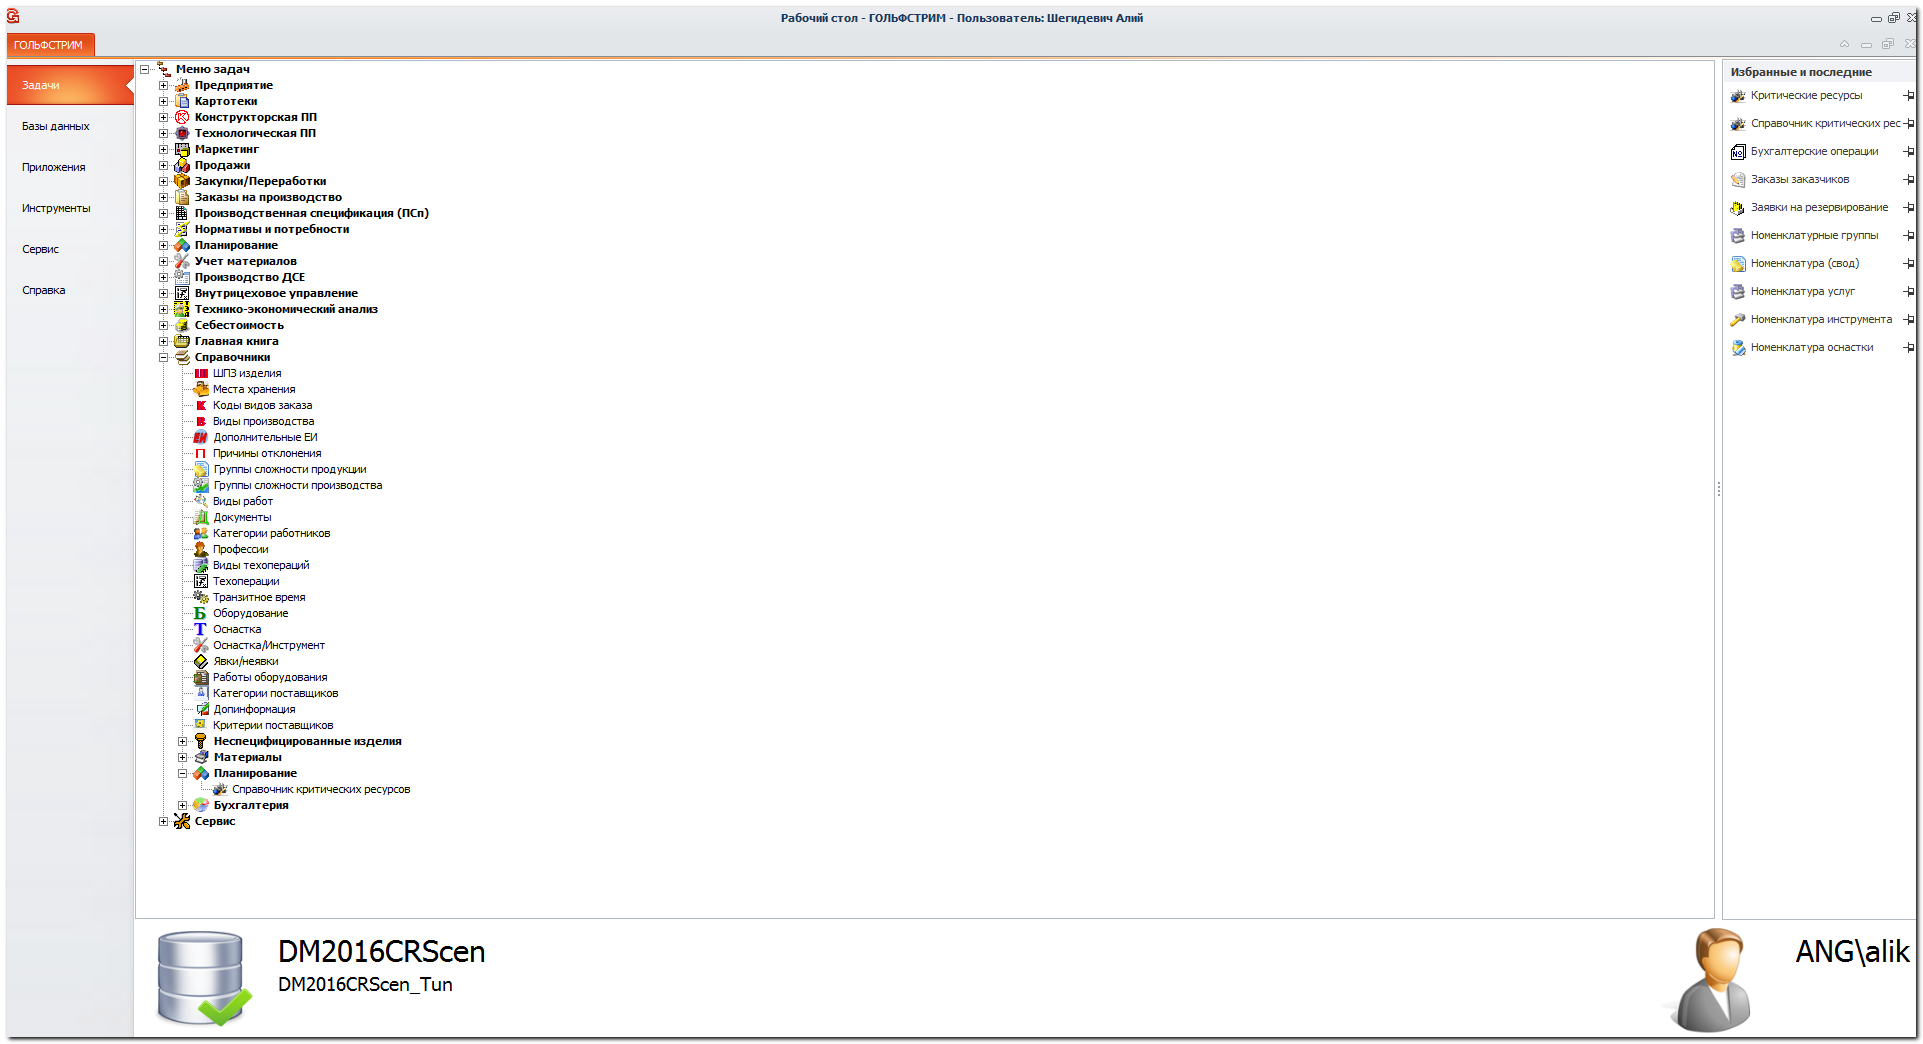 Рабочий стол - ГОЛЬФСТРИМ - Пользователь: Шегидевич Алий
ГОЛЬФСТРИМ
Задачи
Базы данных
Приложения
Инструменты
Сервис
Справка
Меню задач
Предприятие
Картотеки
Конструкторская ПП
Технологическая ПП
Маркетинг
Продажи
Закупки/Переработки
Заказы на производство
Производственная спецификация (ПСп)
Нормативы и потребности
Планирование
Учет материалов
Производство ДСЕ
Внутрицеховое управление
Технико-экономический анализ
Себестоимость
Главная книга
Справочники
ШПЗ изделия
Места хранения
Коды видов заказа
Виды производства
Дополнительные ЕИ
Причины отклонения
Группы сложности продукции
Группы сложности производства
Виды работ
Документы
Категории работников
Профессии
Виды техопераций
Техоперации
Транзитное время
Оборудование
Оснастка
Оснастка/Инструмент
Явки/неявки
Работы оборудования
Категории поставщиков
Допинформация
Критерии поставщиков
Неспецифицированные изделия
Материалы
Планирование
Справочник критических ресурсов
Бухгалтерия
Сервис
Избранные и последние
Критические ресурсы
Справочник критических рес
Бухгалтерские операции
Заказы заказчиков
Заявки на резервирование
Номенклатурные группы
Номенклатура (свод)
Номенклатура услуг
Номенклатура инструмента
Номенклатура оснастки
DM2016CRScen
DM2016CRScen_Tun
ANG\alik